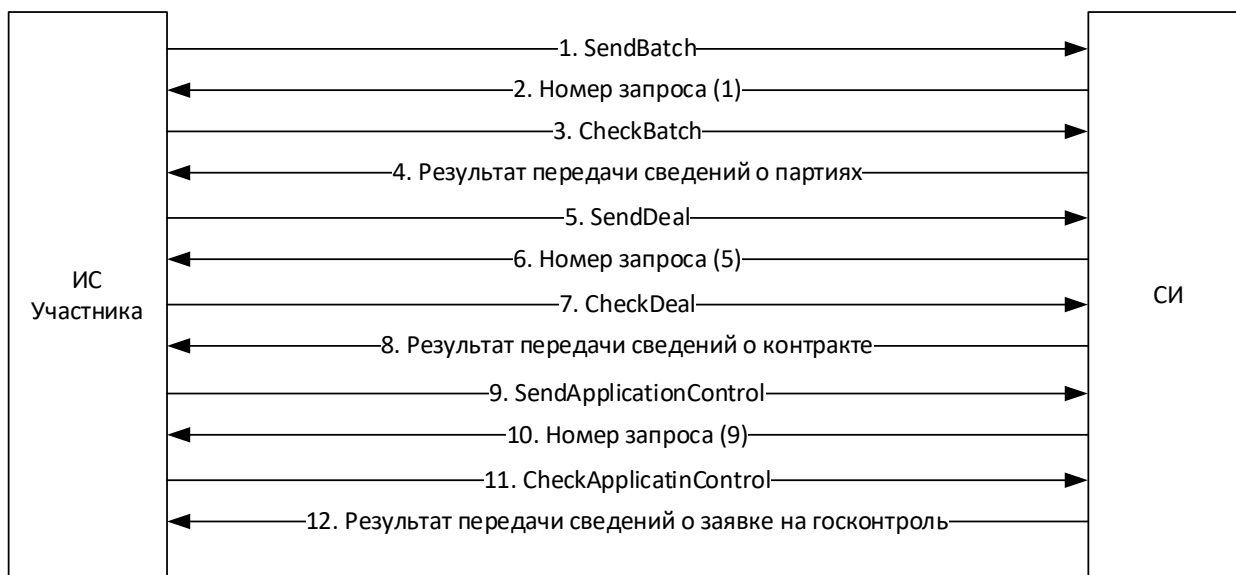 1. SendBatch
2. Номер запроса (1)
3. CheckBatch
4. Результат передачи сведений о партиях
5. SendDeal
6. Номер запроса (5)
ИС
Участника
7. CheckDeal
СИ
8. Результат передачи сведений о контракте
9. SendApplicationControl
10. Номер запроса (9)
11. CheckApplicatinControl
12. Результат передачи сведений о заявке на госконтроль